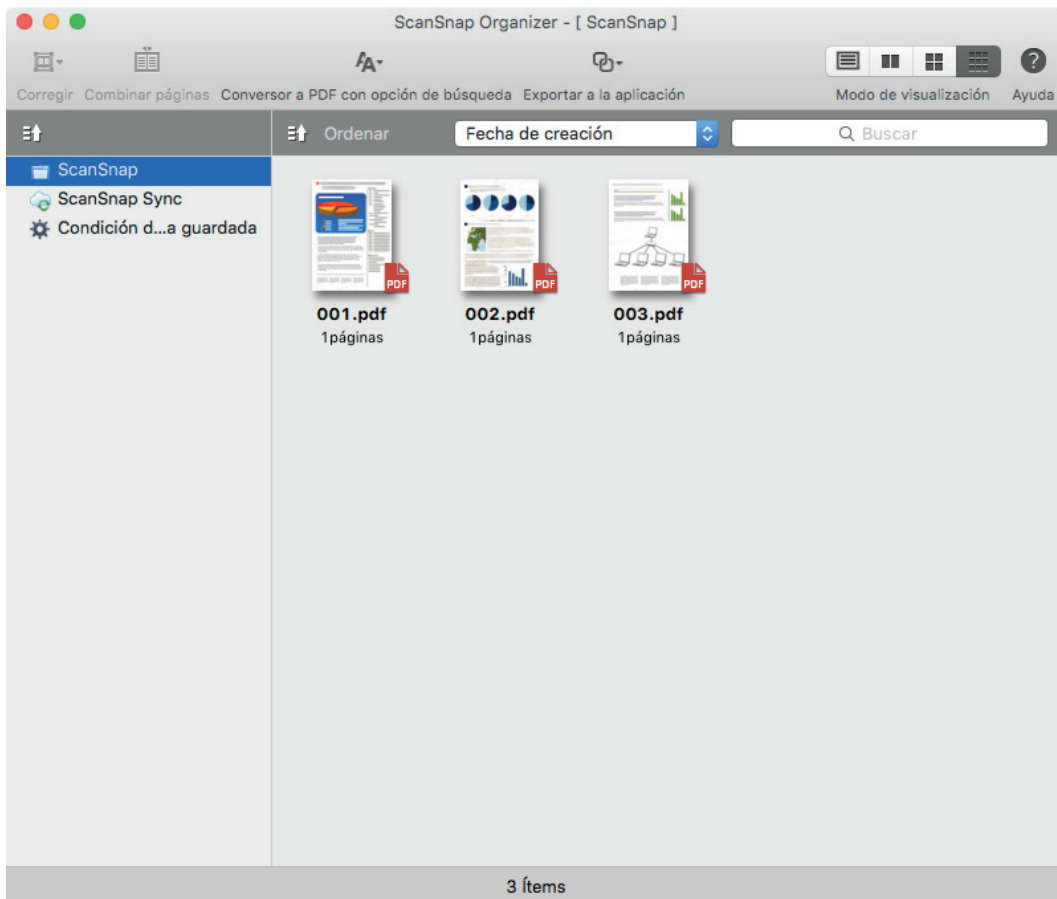 ScanSnap Organizer - [ ScanSnap ]
Corregir Combinar páginas Conversor a PDF con opción de búsqueda Exportar a la aplicación Modo de visualización Ayuda
Ordenar Fecha de creación Buscar
ScanSnap
ScanSnap Sync
Condición d...a guardada
PDF PDF PDF
001.pdf 002.pdf 003.pdf
1páginas 1páginas 1páginas
3 Ítems